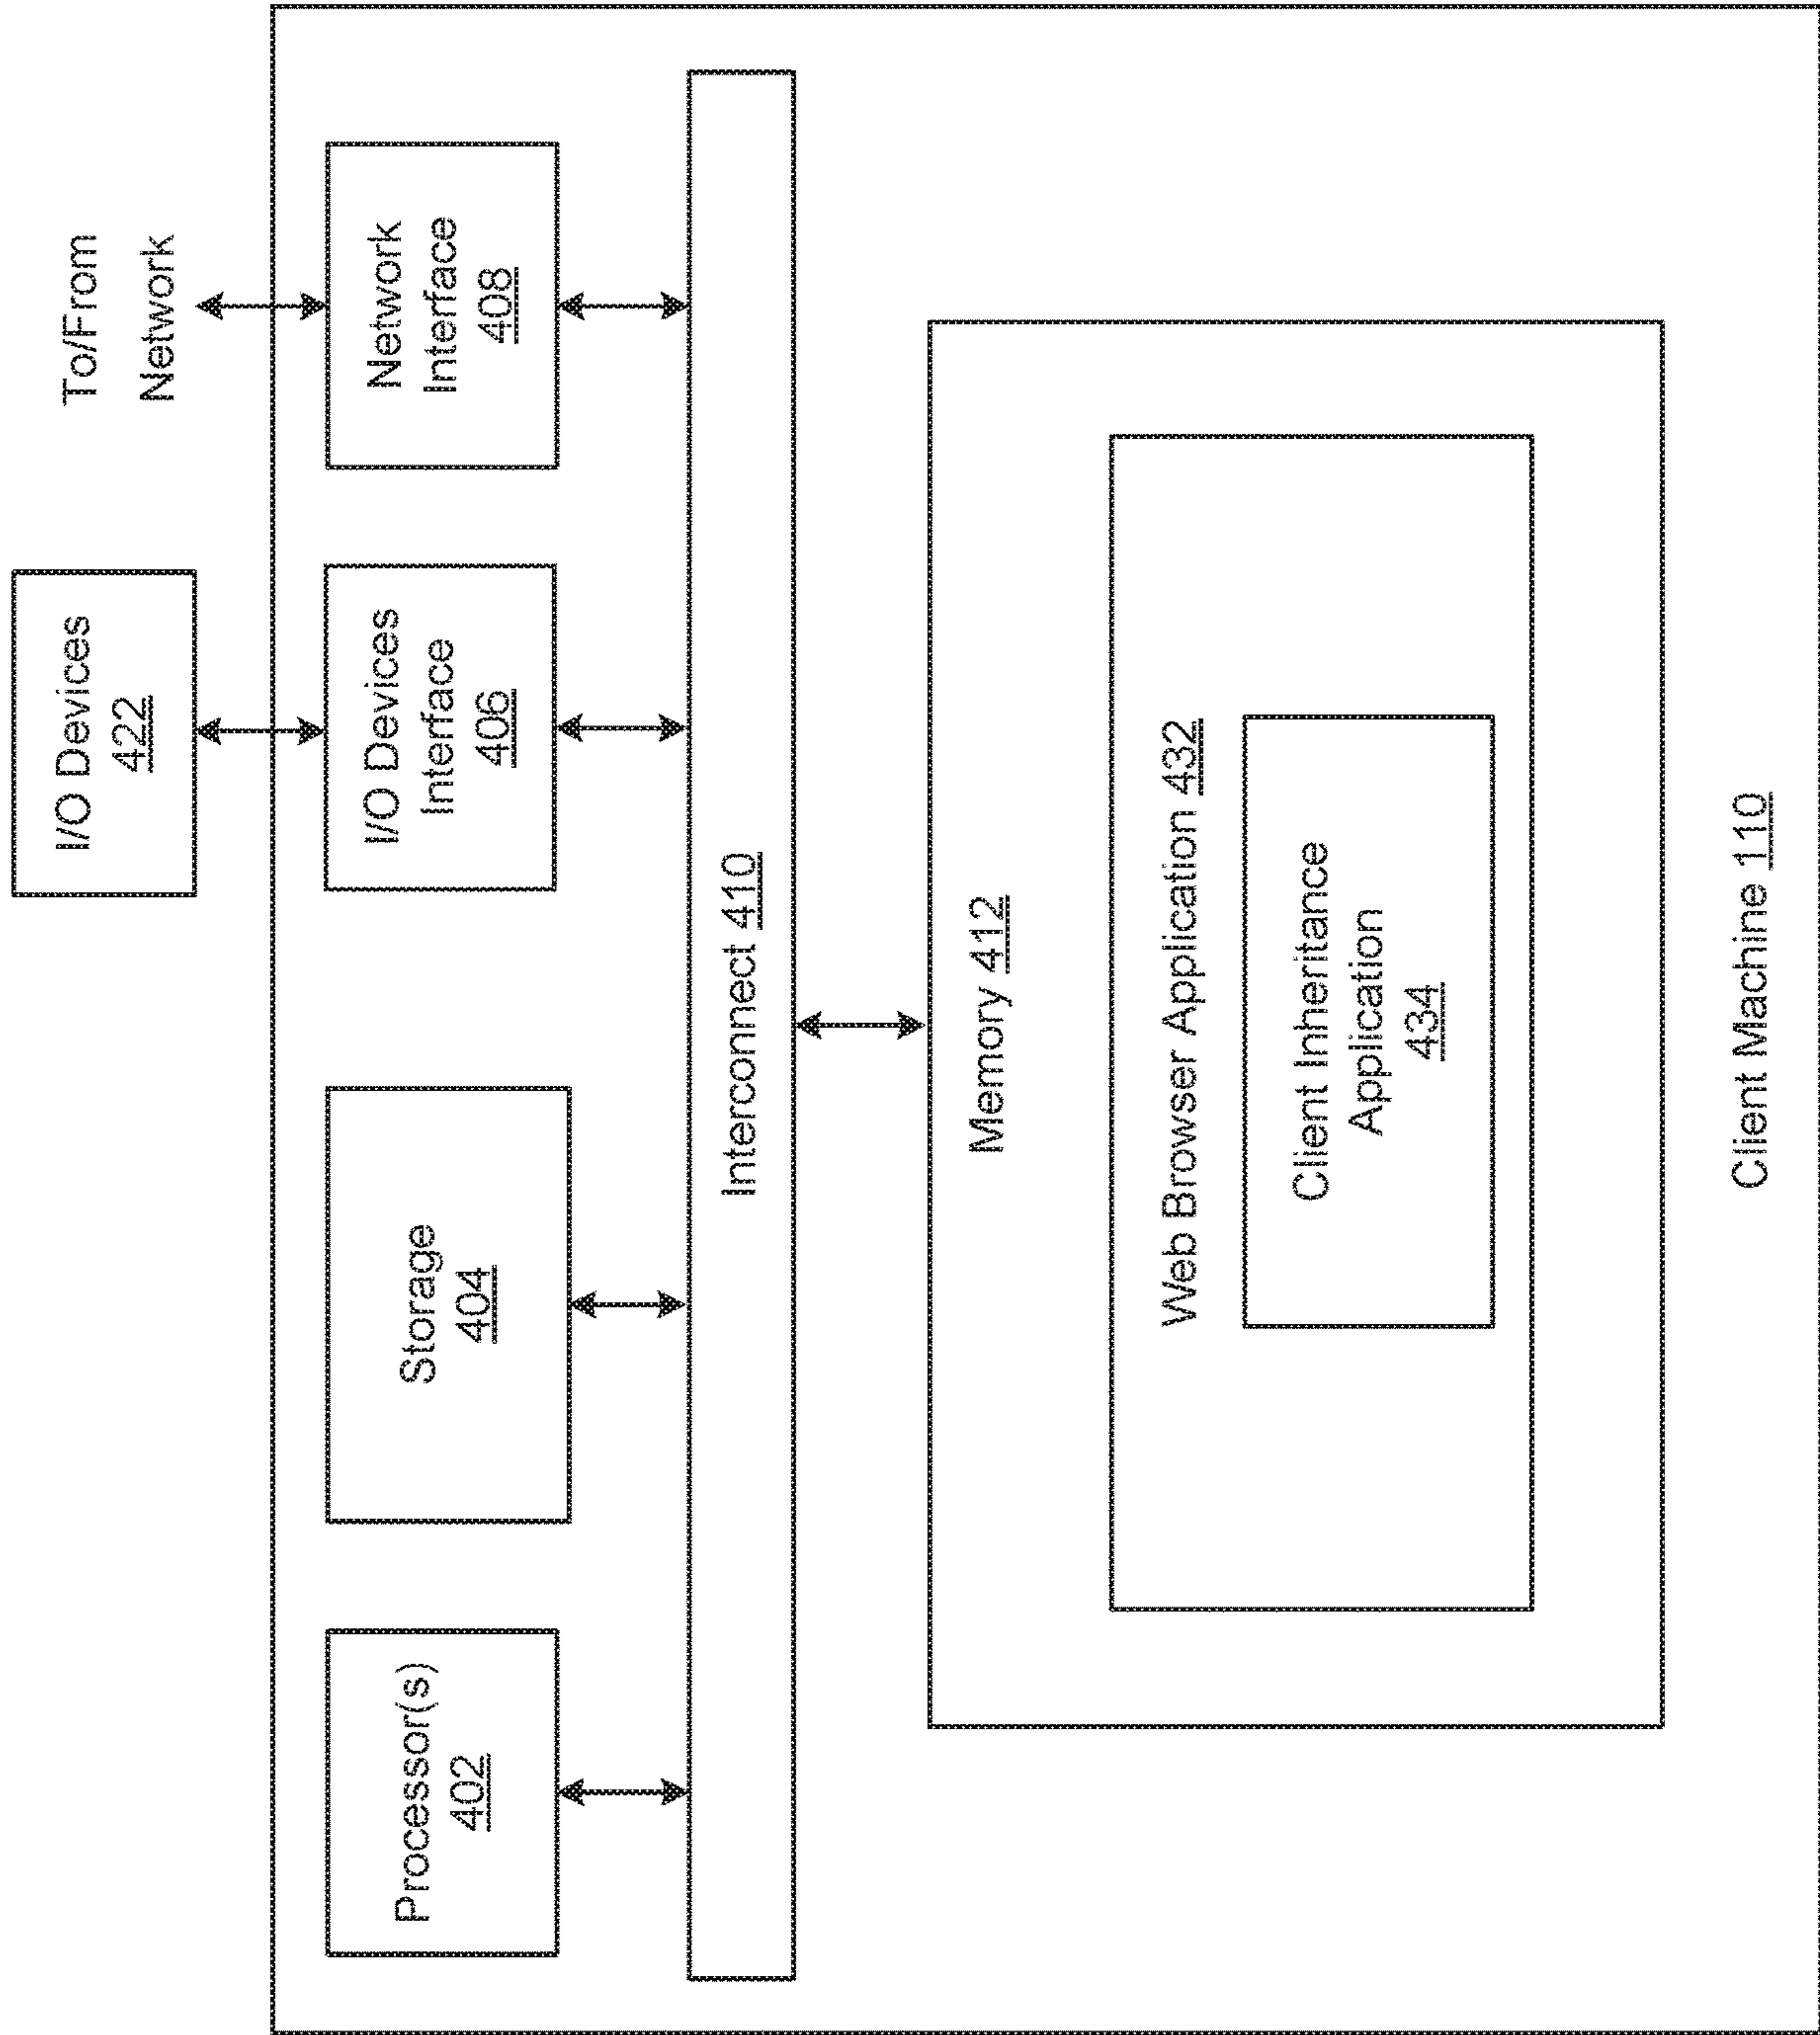 I/O Devices
422
To/From
Network
Processor(s)
402
Storage
404
I/O Devices
Interface
406
Network
Interface
408
Interconnect 410
Memory 412
Web Browser Application 432
Client Inheritance
Application
434
Client Machine 110